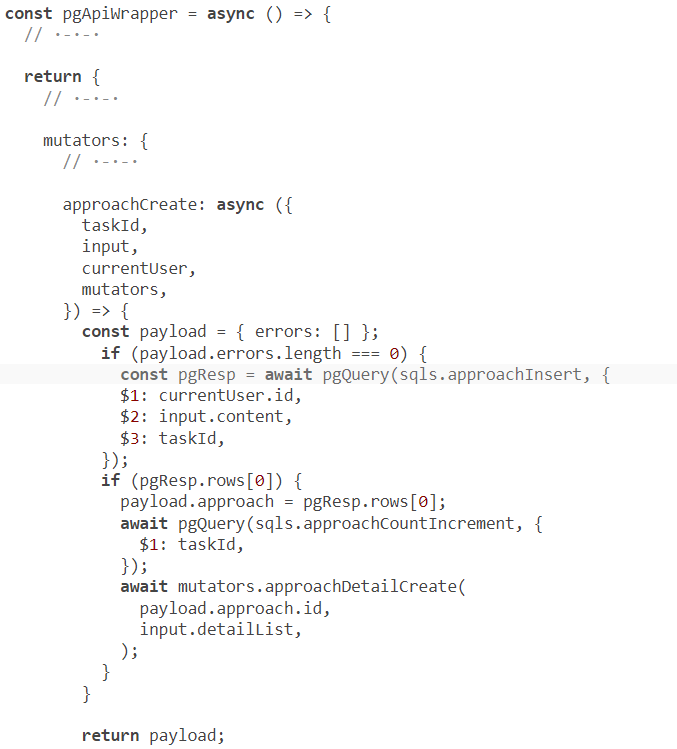 const pgApiWrapper = async () => {
  // ·-·-·

  return {
    // ·-·-·

    mutators: {
      // ·-·-·

      approachCreate: async ({
        taskId,
        input,
        currentUser,
        mutators,
      }) => {
        const payload = { errors: [] };
          if (payload.errors.length === 0) {
            const pgResp = await pgQuery(sqls.approachInsert, {
            $1: currentUser.id,
            $2: input.content,
            $3: taskId,
          });
          if (pgResp.rows[0]) {
            payload.approach = pgResp.rows[0];
            await pgQuery(sqls.approachCountIncrement, {
              $1: taskId,
            });
            await mutators.approachDetailCreate(
              payload.approach.id,
              input.detailList,
            );
          }
        }

        return payload;